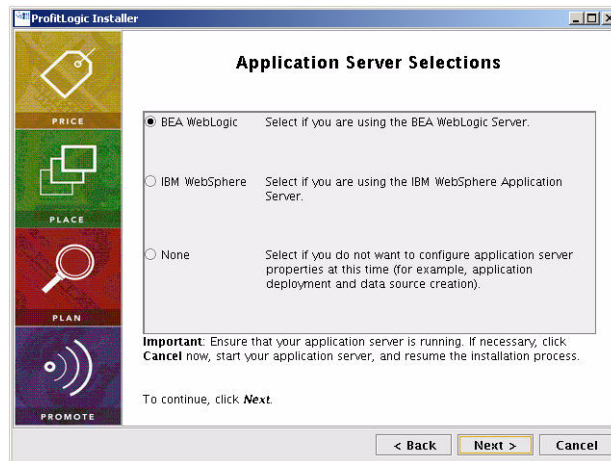 ProfitLogic Installer
Application Server Selections
PRICE
PLACE
PLAN
PROMOTE
BEA WebLogic Select if you are using the BEA WebLogic Server.
IBM WebSphere Select if you are using the IBM WebSphere Application
Server.
None Select if you do not want to configure application server
properties at this time (for example, application
deployment and data source creation).
Important: Ensure that your application server is running. If necessary, click
Cancel now, start your application server, and resume the installation process.
To continue, click Next.
< Back Next > Cancel